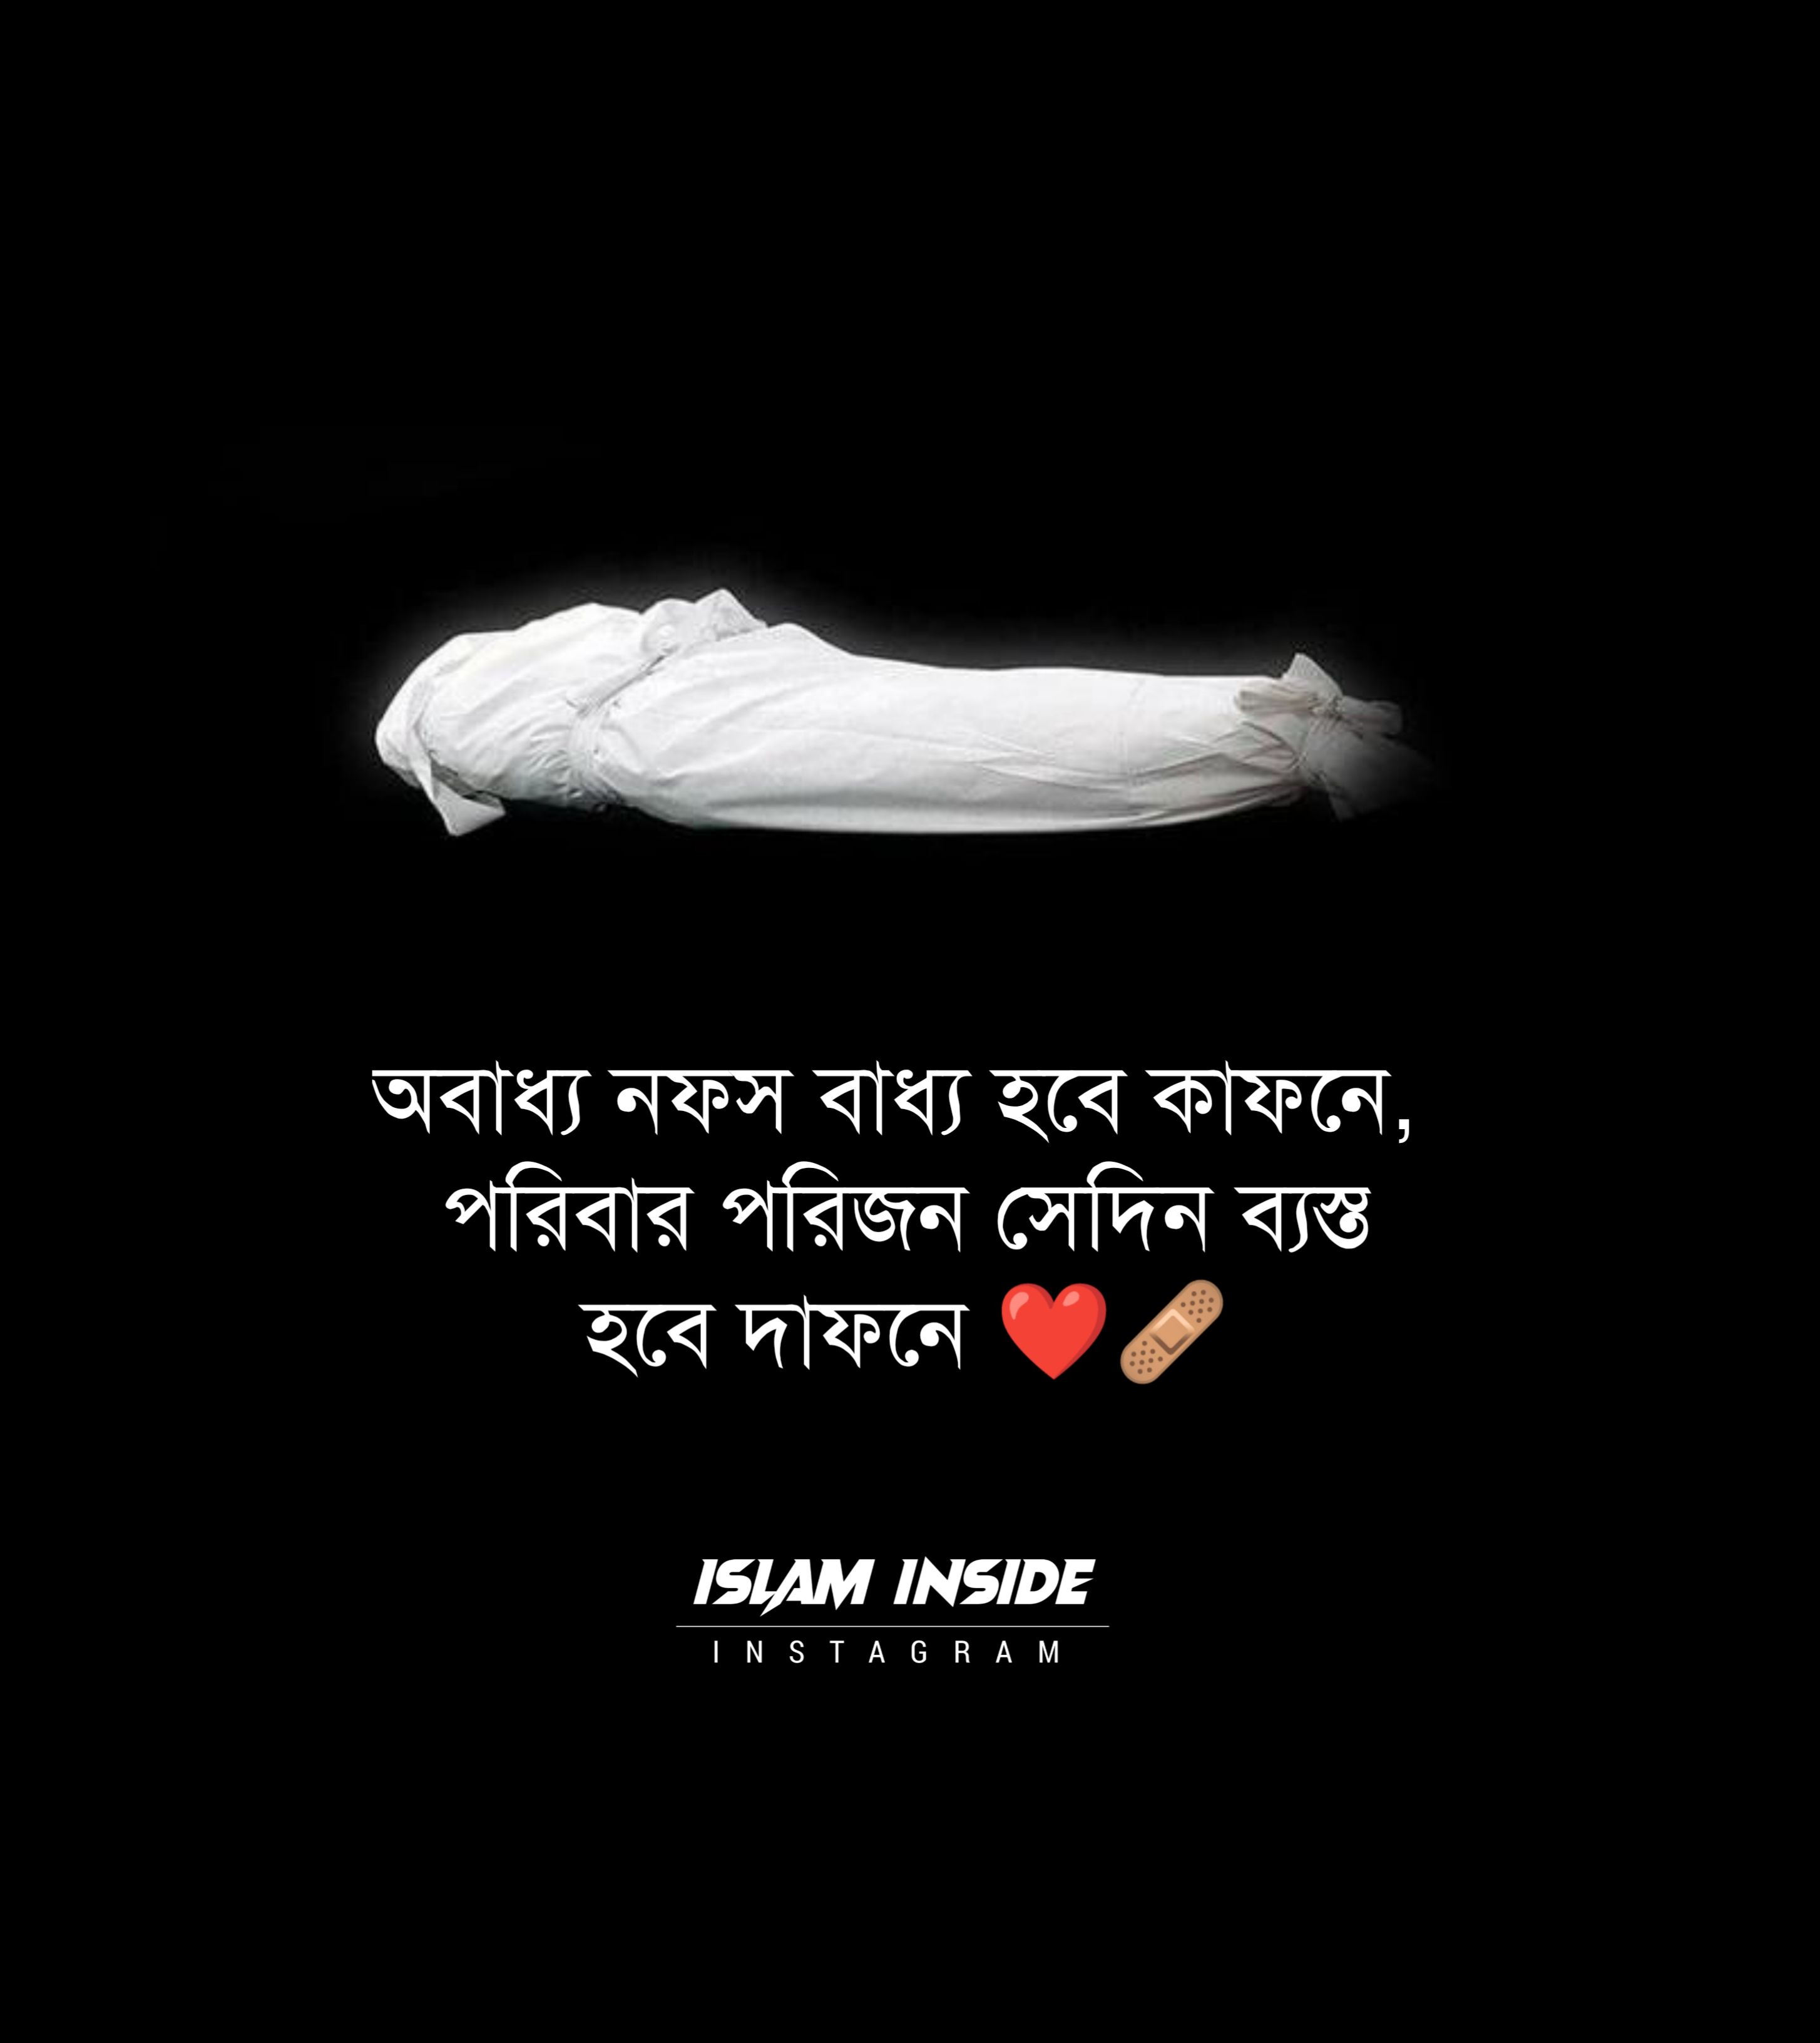 অবাধ্য নফস বাধ্য হবে কাফনে,
পরিবার পরিজন সেদিন ব্যস্ত
হবে দাফনে ❤️🩹
ISLAM INSIDE
INSTAGRAM